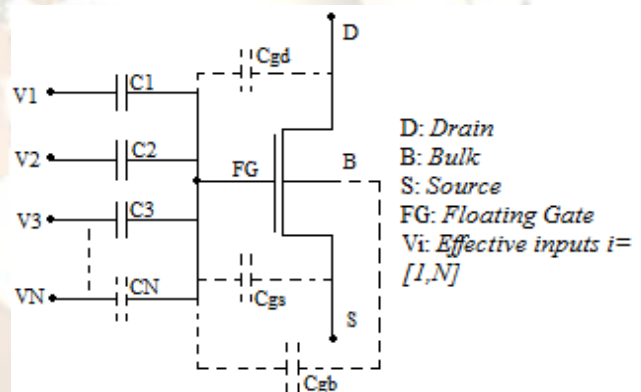 D
Cgd
V1
C1
V2
C2
FG
B
V3
C3
VN
CN
Cgs
S
Cgb
D: Drain
B: Bulk
S: Source
FG: Floating Gate
Vi: Effective inputs i=
[1,N]